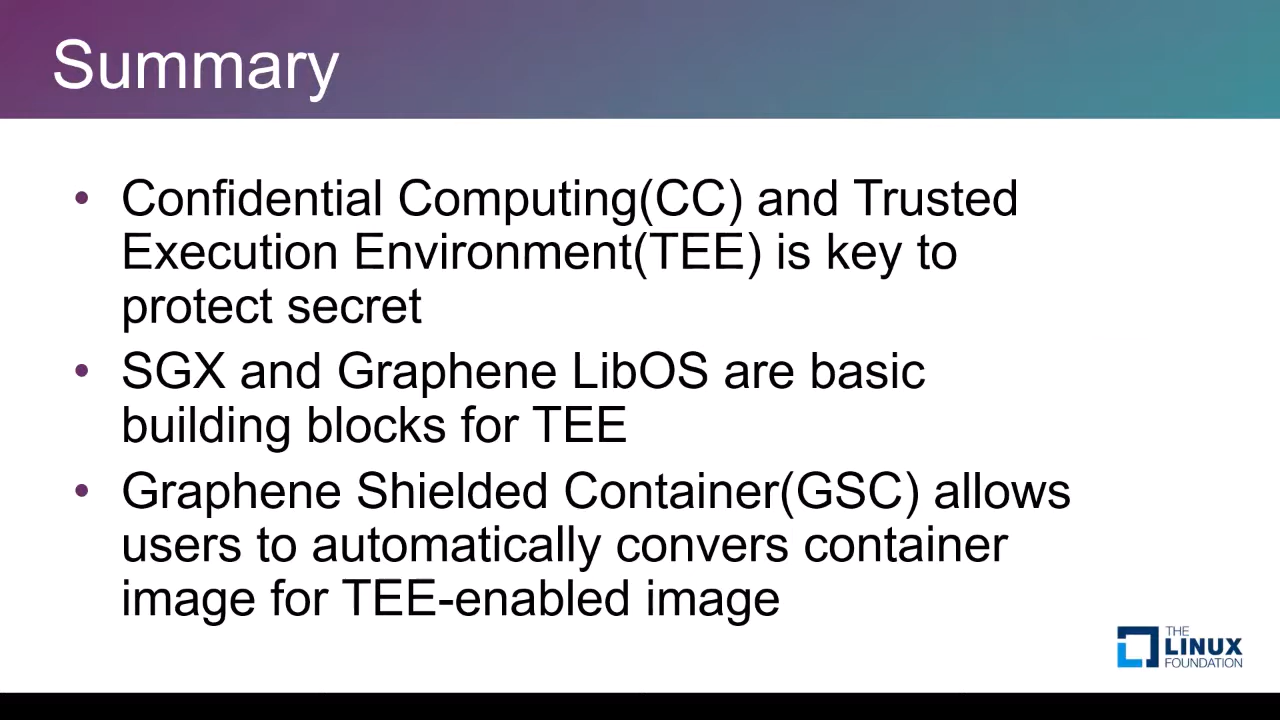 Summary
• Confidential Computing(CC) and Trusted
Execution Environment(TEE) is key to
protect secret
• SGX and Graphene LibOS are basic
building blocks for TEE
• Graphene Shielded Container(GSC) allows
users to automatically convers container
image for TEE-enabled image
THE
LINUX
FOUNDATION